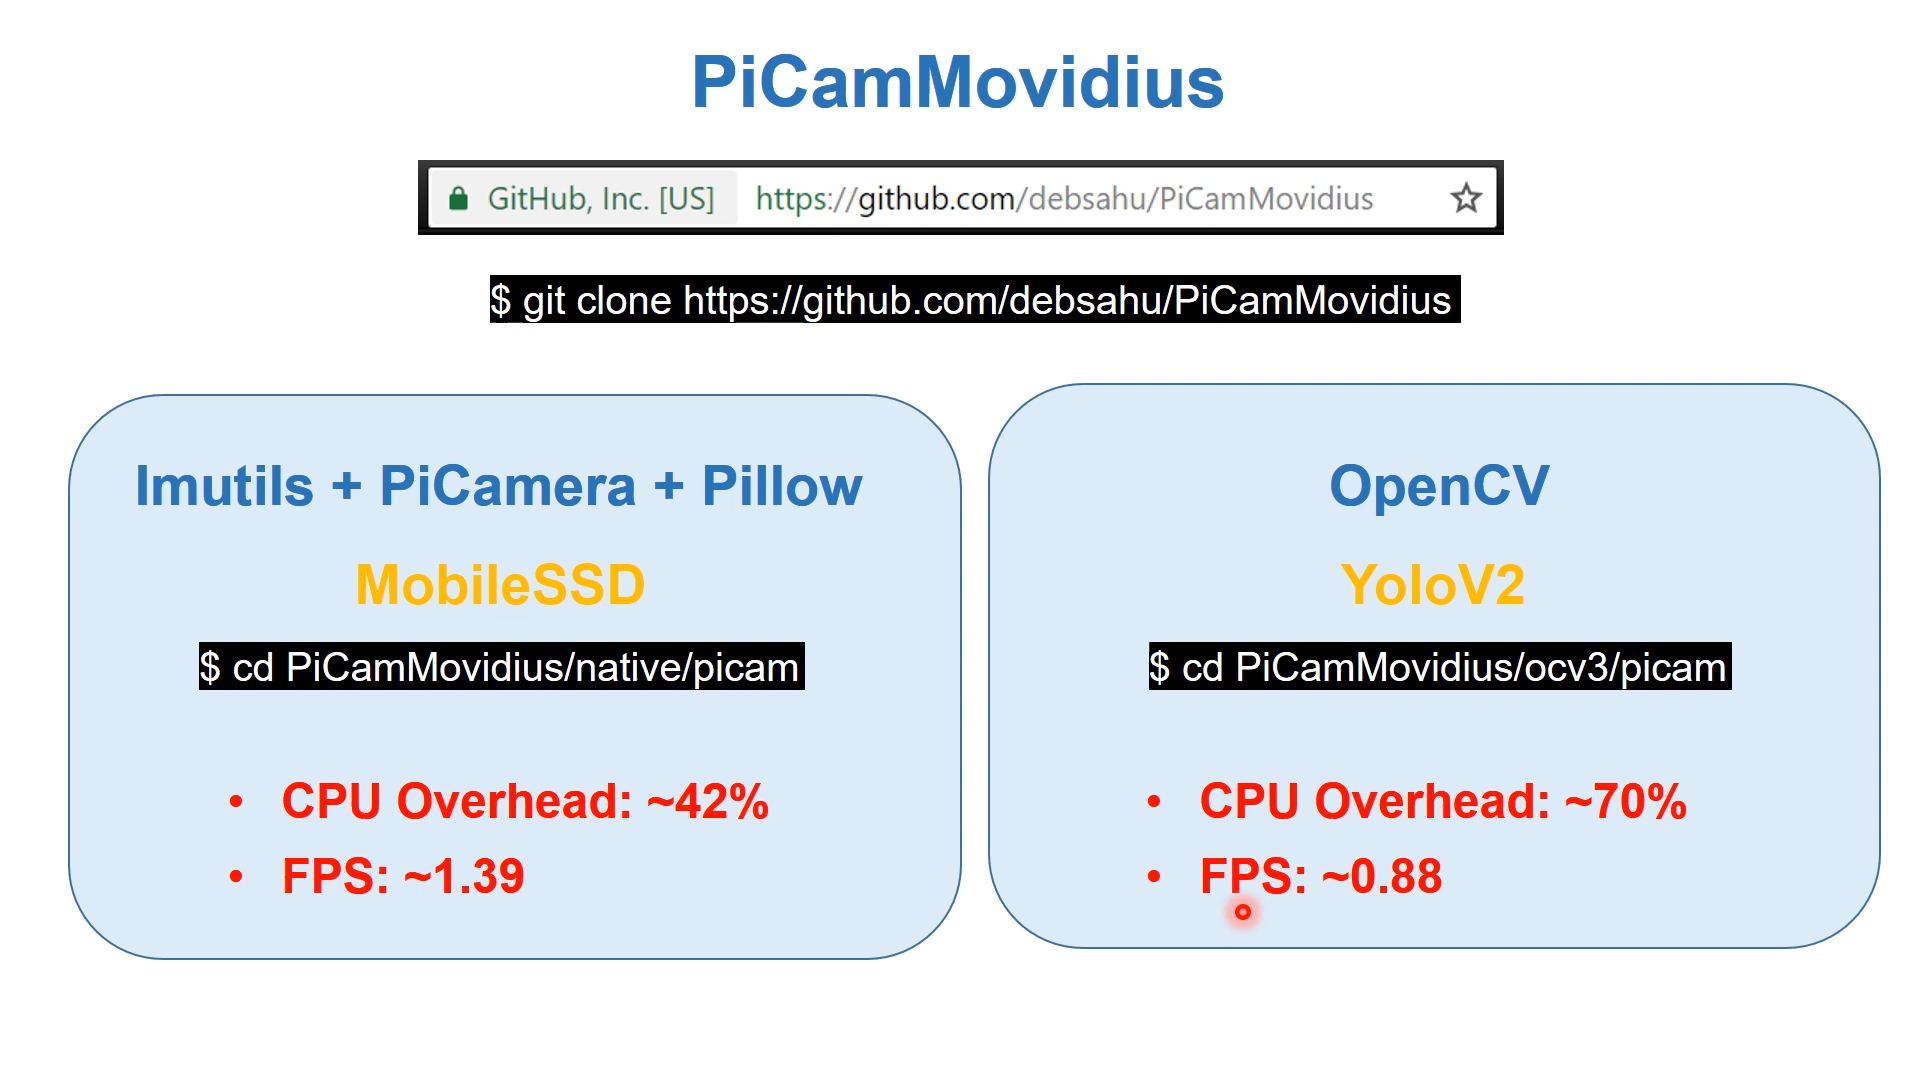 PiCamMovidius
GitHub, Inc. [US] https://github.com/debsahu/PiCamMovidius
$ git clone https://github.com/debsahu/PiCamMovidius
Imutils + PiCamera + Pillow
MobileSSD
$ cd PiCamMovidius/native/picam
• CPU Overhead: ~42%
• FPS: ~1.39
OpenCV
YoloV2
$ cd PiCamMovidius/ocv3/picam
• CPU Overhead: ~70%
• FPS: ~0.88